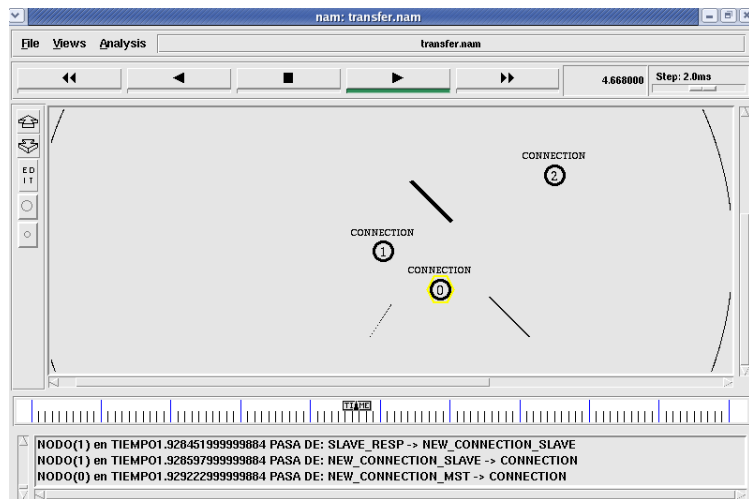 nam: transfer.nam
File Views Analysis transfer.nam
4.668000 Step: 2.0ms
ED
IT
CONNECTION
2
CONNECTION
1
CONNECTION
0
TIME
NODO(1) en TIEMPO1.928451999999884 PASA DE: SLAVE_RESP -> NEW_CONNECTION_SLAVE
NODO(1) en TIEMPO1.928597999999884 PASA DE: NEW_CONNECTION_SLAVE -> CONNECTION
NODO(0) en TIEMPO1.929222999999884 PASA DE: NEW_CONNECTION_MST -> CONNECTION